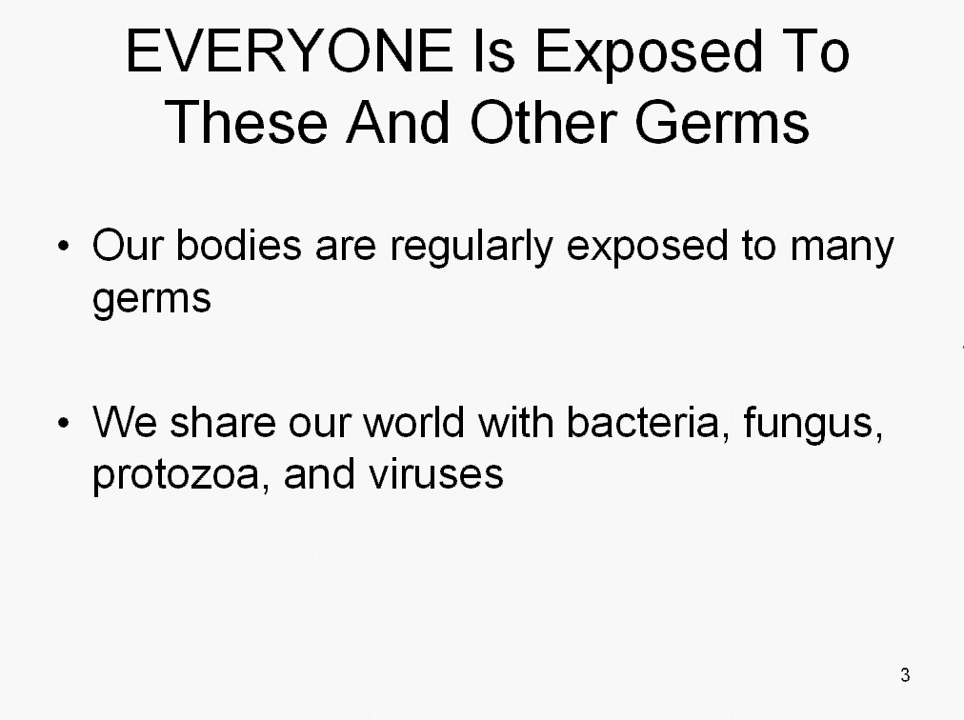 EVERYONE Is Exposed To
These And Other Germs
• Our bodies are regularly exposed to many
germs
• We share our world with bacteria, fungus,
protozoa, and viruses
3